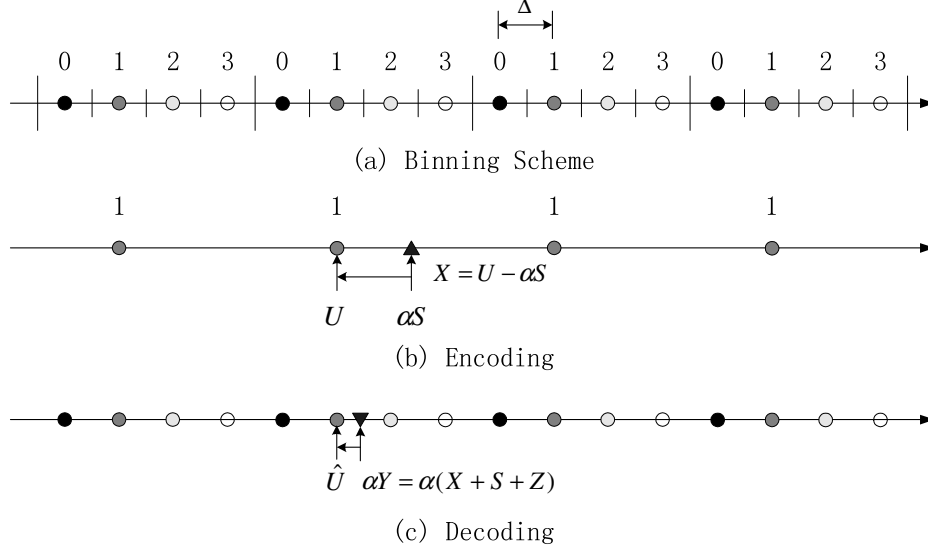 Δ
0 1 2 3 0 1 2 3 0 1 2 3 0 1 2 3
(a) Binning Scheme
1 1 1 1
X = U − αS
U αS
(b) Encoding
Û αY = α(X + S + Z)
(c) Decoding